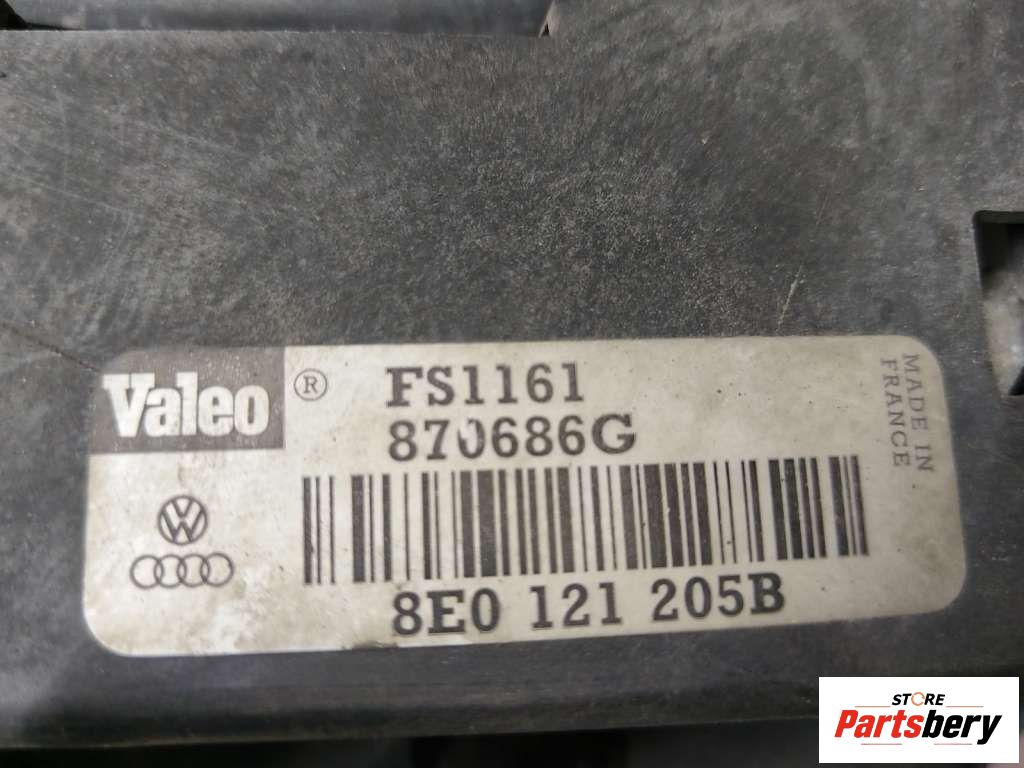 Valeo ® FS1161
870686G
MADE IN
FRANCE
8E0 121 205B
STORE
Partsbery